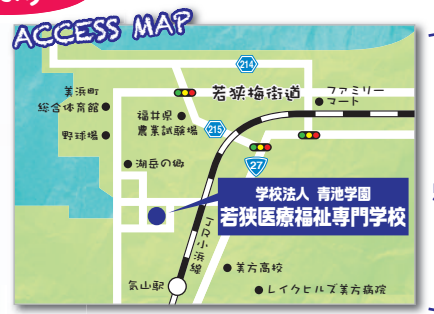 ACCESS MAP
214
若狭梅街道
ファミリー
マート
美浜町
総合体育館
福井県
農業試験場
215
野球場
湖岳の郷
27
学校法人 青池学園
若狭医療福祉専門学校
JR小浜線
美方高校
気山駅
レイクヒルズ美方病院